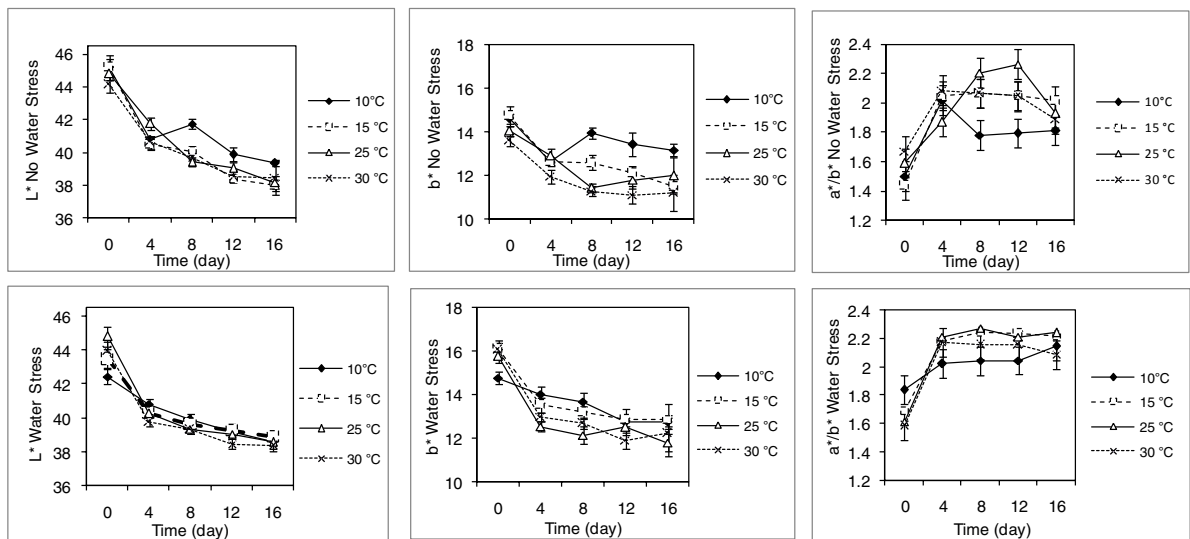 L* No Water Stress
46
44
42
40
38
36
0 4 8 12 16
Time (day)
10°C
15 °C
25 °C
30 °C
b* No Water Stress
18
16
14
12
10
0 4 8 12 16
Time (day)
10°C
15 °C
25 °C
30 °C
a*/b* No Water Stress
2.4
2.2
2
1.8
1.6
1.4
1.2
0 4 8 12 16
Time (day)
10°C
15 °C
25 °C
30 °C
L* Water Stress
46
44
42
40
38
36
0 4 8 12 16
Time (day)
10°C
15 °C
25 °C
30 °C
b* Water Stress
18
16
14
12
10
0 4 8 12 16
Time (day)
10°C
15 °C
25 °C
30 °C
a*/b* Water Stress
2.4
2.2
2
1.8
1.6
1.4
1.2
0 4 8 12 16
Time (day)
10°C
15 °C
25 °C
30 °C